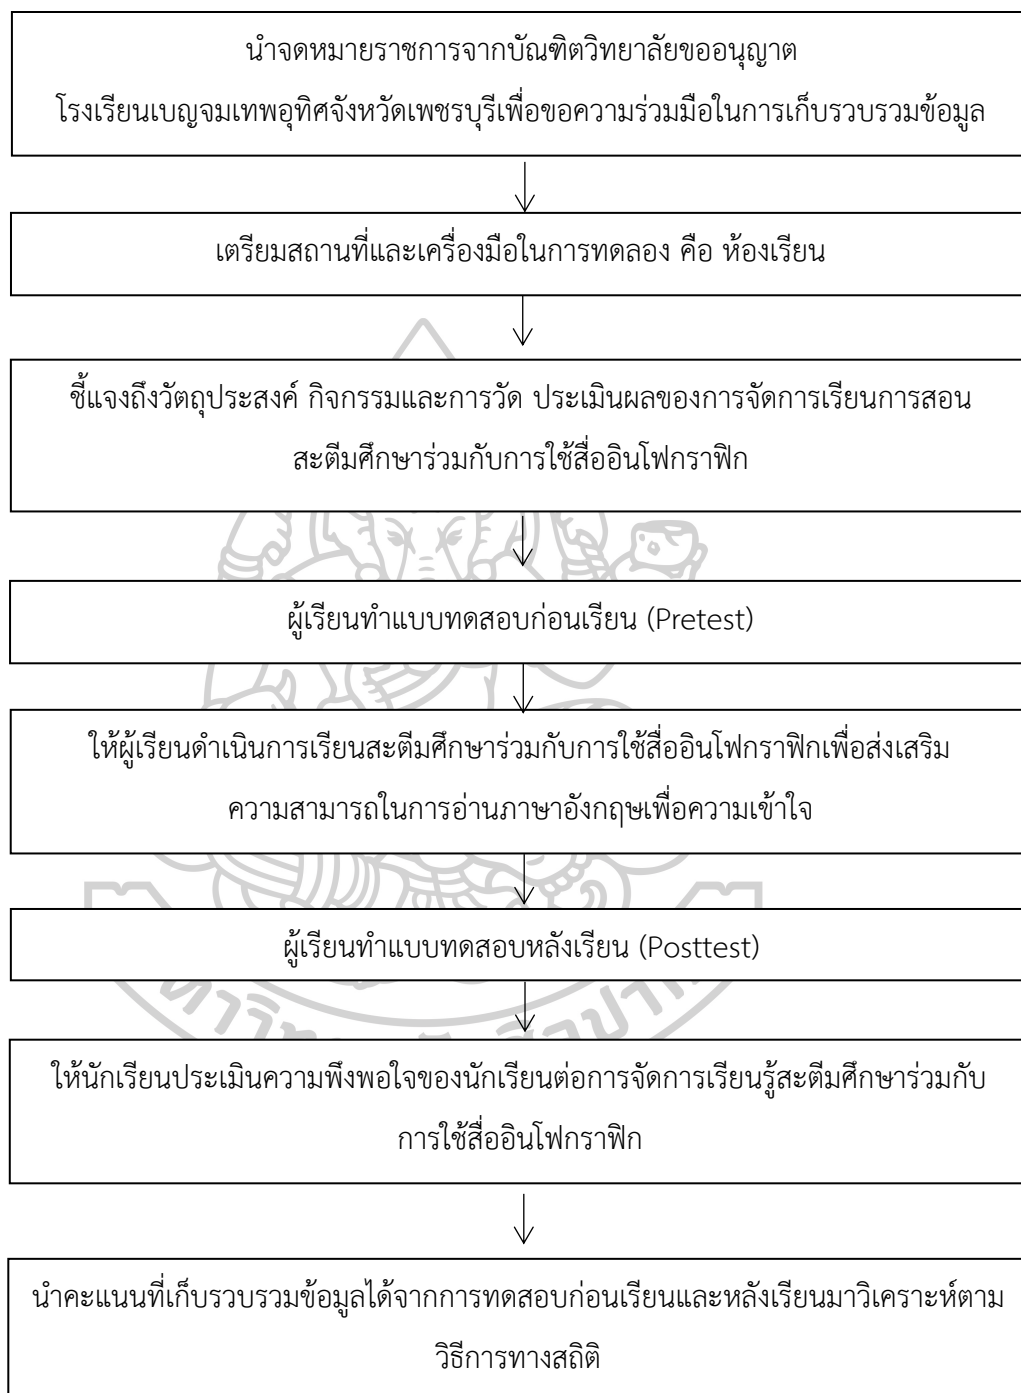 นำจดหมายราชการจากบัณฑิตวิทยาลัยขออนุญาต
โรงเรียนเบญจมเทพอุทิศจังหวัดเพชรบุรีเพื่อขอความร่วมมือในการเก็บรวบรวมข้อมูล
เตรียมสถานที่และเครื่องมือในการทดลอง คือ ห้องเรียน
ชี้แจงถึงวัตถุประสงค์ กิจกรรมและการวัด ประเมินผลของการจัดการเรียนการสอน
สะตีมศึกษาร่วมกับการใช้สื่ออินโฟกราฟิก
ผู้เรียนทำแบบทดสอบก่อนเรียน (Pretest)
ให้ผู้เรียนดำเนินการเรียนสะตีมศึกษาร่วมกับการใช้สื่ออินโฟกราฟิกเพื่อส่งเสริม
ความสามารถในการอ่านภาษาอังกฤษเพื่อความเข้าใจ
ผู้เรียนทำแบบทดสอบหลังเรียน (Posttest)
ให้นักเรียนประเมินความพึงพอใจของนักเรียนต่อการจัดการเรียนรู้สะตีมศึกษาร่วมกับ
การใช้สื่ออินโฟกราฟิก
นำคะแนนที่เก็บรวบรวมข้อมูลได้จากการทดสอบก่อนเรียนและหลังเรียนมาวิเคราะห์ตาม
วิธีการทางสถิติ